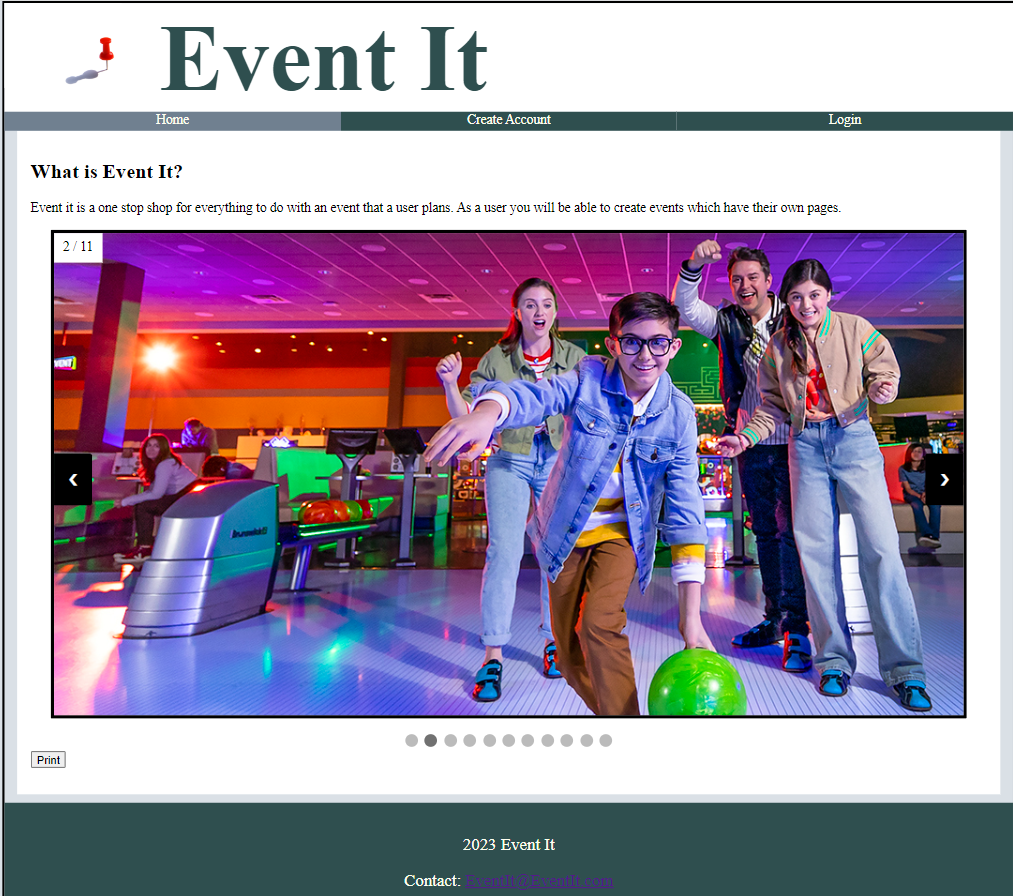 Event It
Home Create Account Login
What is Event It?
Event it is a one stop shop for everything to do with an event that a user plans. As a user you will be able to create events which have their own pages.
2 / 11
❮ ❯
Print
2023 Event It
Contact: EventIt@EventIt.com